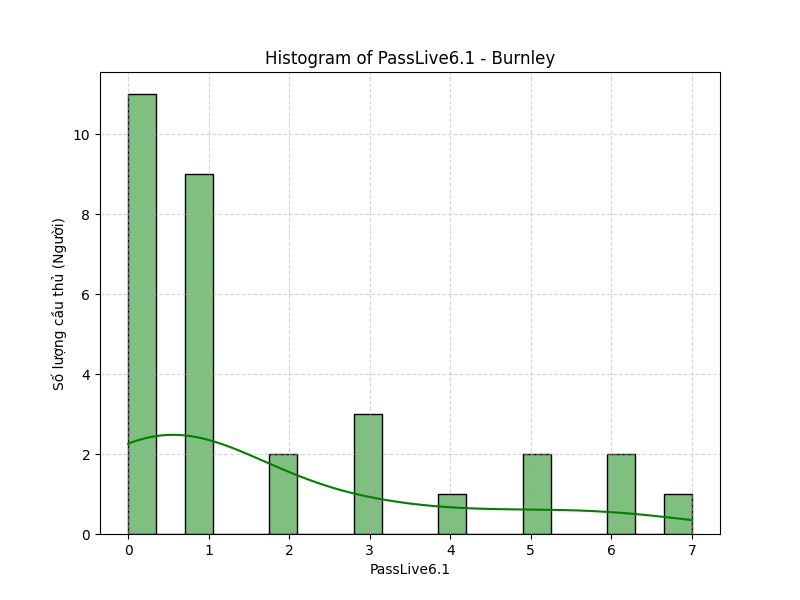 Histogram of PassLive6.1 - Burnley
Số lượng cầu thủ (Người)
10
8
6
4
2
0
0 1 2 3 4 5 6 7
PassLive6.1